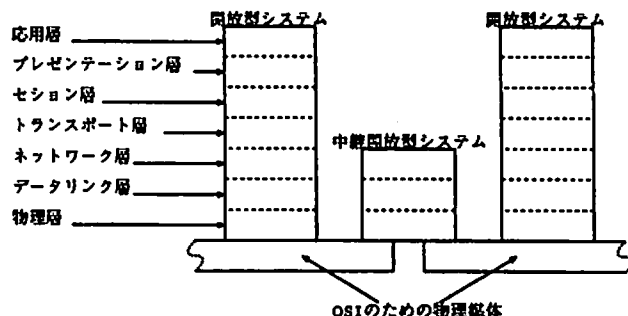 開放型システム
開放型システム
応用層
プレゼンテーション層
セション層
トランスポート層
中継開放型システム
ネットワーク層
データリンク層
物理層
OSIのための物理媒体